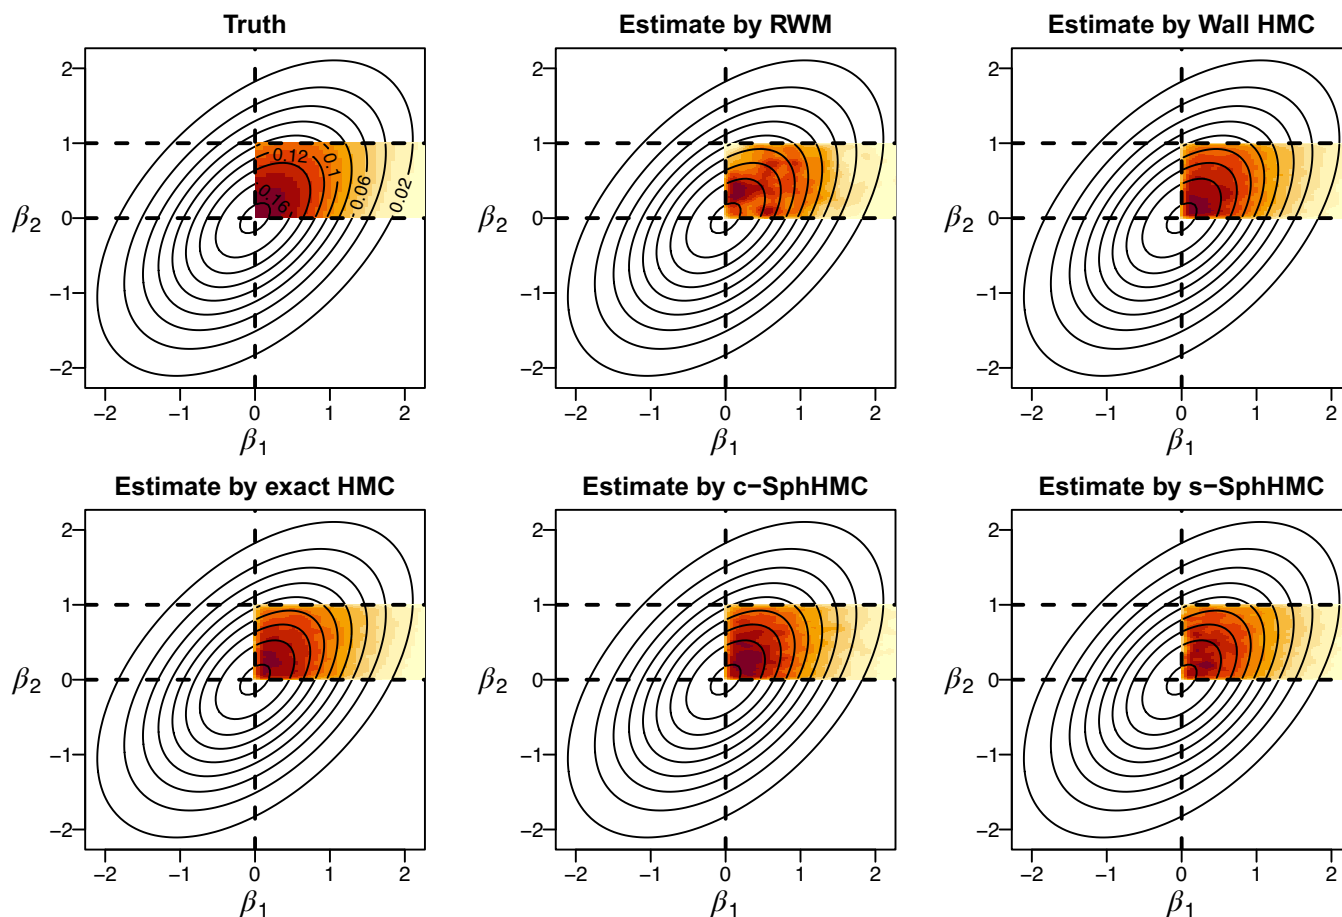 Truth
Estimate by RWM
Estimate by Wall HMC
2
1
0
−1
−2
β2
0.12
0.1
0.16
0.06
0.02
−2 −1 0 1 2
β1
2
1
0
−1
−2
β2
−2 −1 0 1 2
β1
2
1
0
−1
−2
β2
−2 −1 0 1 2
β1
Estimate by exact HMC
Estimate by c−SphHMC
Estimate by s−SphHMC
2
1
0
−1
−2
β2
−2 −1 0 1 2
β1
2
1
0
−1
−2
β2
−2 −1 0 1 2
β1
2
1
0
−1
−2
β2
−2 −1 0 1 2
β1